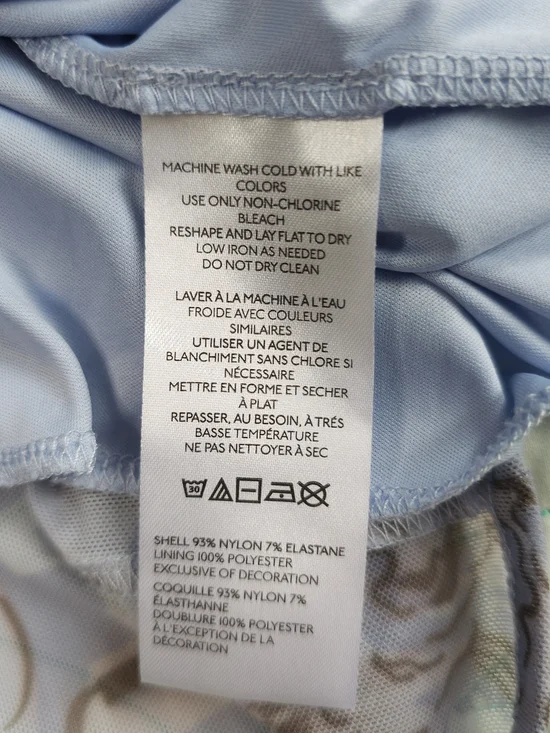 MACHINE WASH COLD WITH LIKE
COLORS
USE ONLY NON-CHLORINE
BLEACH
RESHAPE AND LAY FLAT TO DRY
LOW IRON AS NEEDED
DO NOT DRY CLEAN
LAVER À LA MACHINE À L'EAU
FROIDE AVEC COULEURS
SIMILAIRES
UTILISER UN AGENT DE
BLANCHIMENT SANS CHLORE SI
NÉCESSAIRE
METTRE EN FORME ET SECHER
À PLAT
REPASSER, AU BESOIN, À TRÉS
BASSE TEMPÉRATURE
NE PAS NETTOYER À SEC
30
SHELL 93% NYLON 7% ELASTANE
LINING 100% POLYESTER
EXCLUSIVE OF DECORATION
COQUILLE 93% NYLON 7%
ÉLASTHANNE
DOUBLURE 100% POLYESTER
À L'EXCEPTION DE LA
DÉCORATION